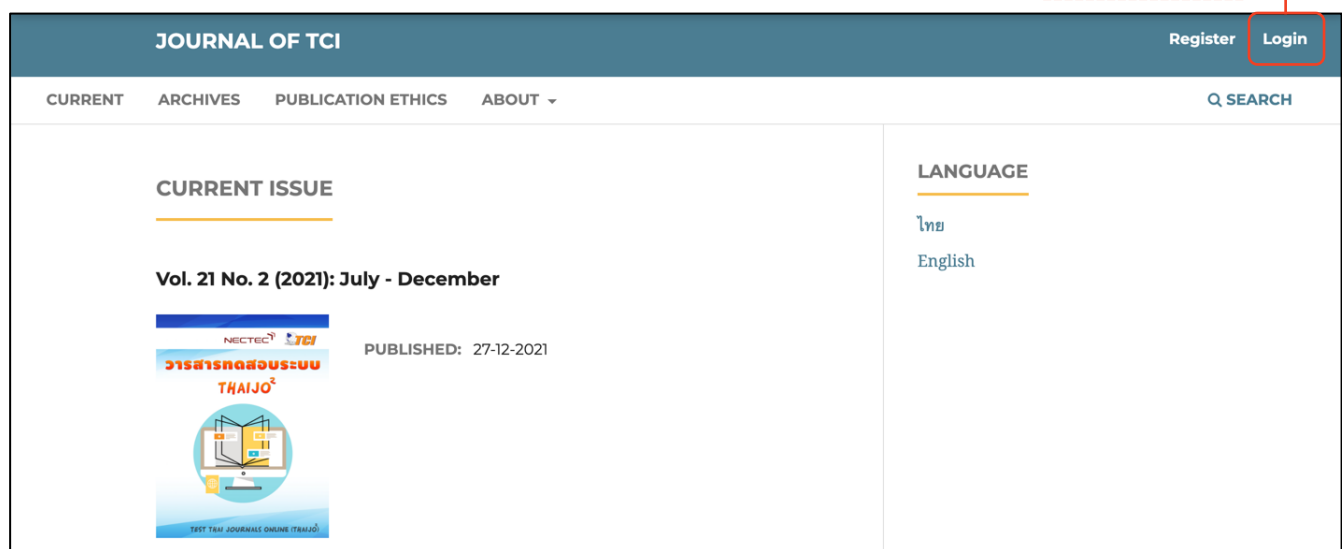 JOURNAL OF TCI
Register Login
CURRENT ARCHIVES PUBLICATION ETHICS ABOUT
SEARCH
CURRENT ISSUE
Vol. 21 No. 2 (2021): July - December
NECTEC TCI
วารสารทดสอบระบบ
THAIJO²
TEST THAI JOURNALS ONLINE (THAIJO)
PUBLISHED: 27-12-2021
LANGUAGE
ไทย
English